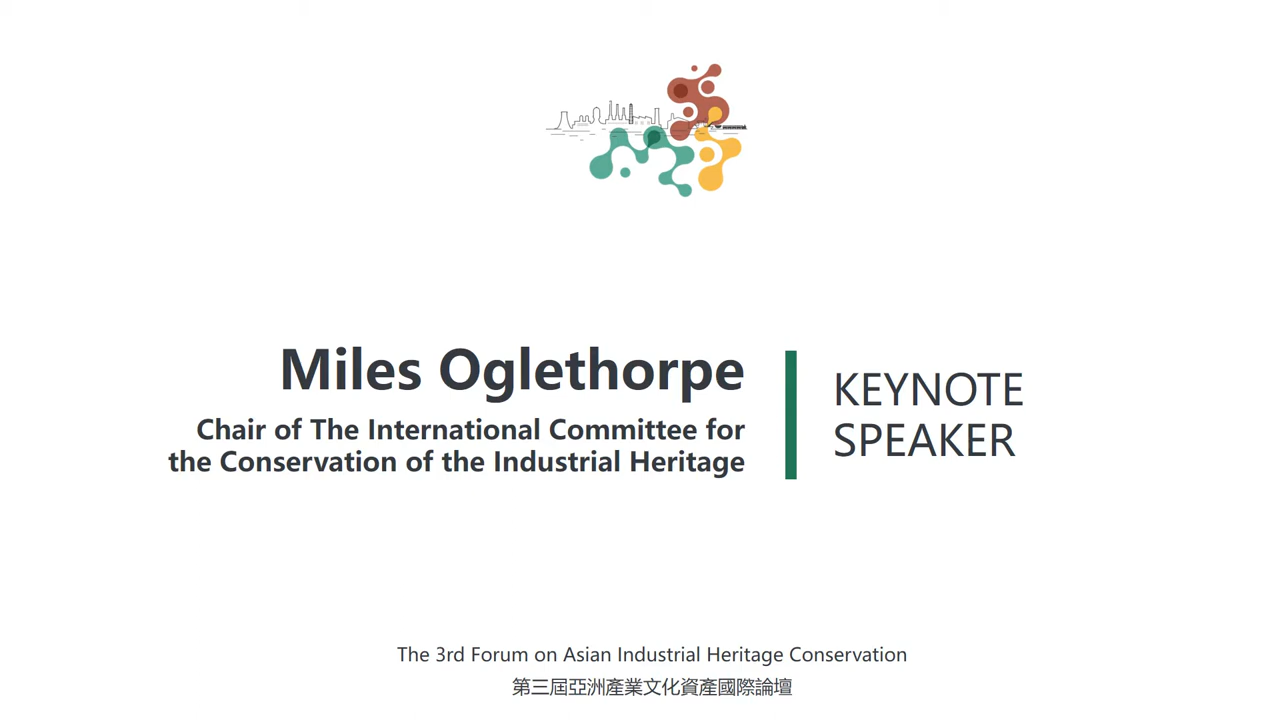 Miles Oglethorpe
Chair of The International Committee for
the Conservation of the Industrial Heritage
KEYNOTE
SPEAKER
The 3rd Forum on Asian Industrial Heritage Conservation
第三屆亞洲產業文化資產國際論壇